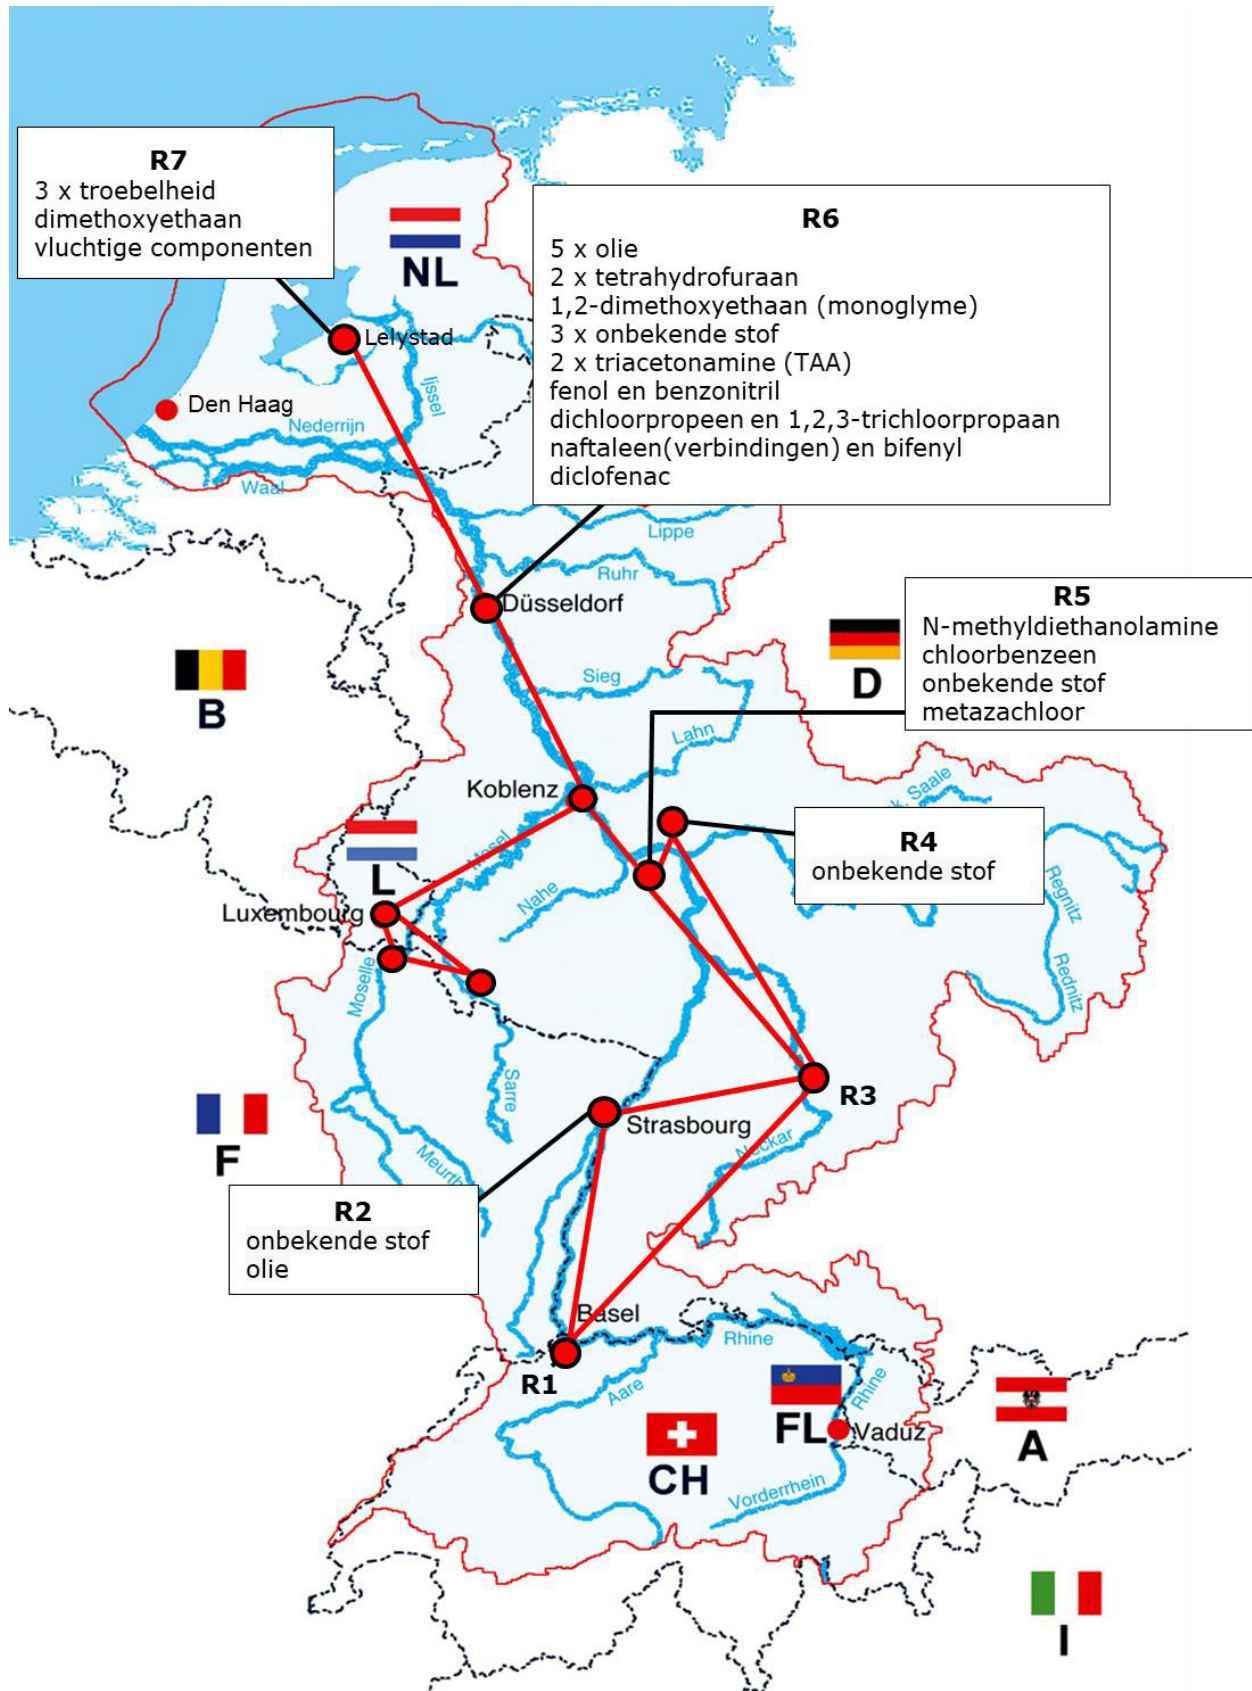 R7
3 x troebelheid
dimethoxyethaan
vluchtige componenten
NL
R6
5 x olie
2 x tetrahydrofuraan
1,2-dimethoxyethaan (monoglyme)
3 x onbekende stof
2 x triacetonamine (TAA)
fenol en benzonitril
dichloorpropeen en 1,2,3-trichloorpropaan
naftaleen(verbindingen) en bifenyl
diclofenac
Lelystad
Ijssel
Den Haag
Nederrijn
Waal
Lippe
Ruhr
Düsseldorf
R5
N-methyldiethanolamine
chloorbenzeen
onbekende stof
metazachloor
D
B
Sieg
Lahn
Koblenz
Mosel
k. Saale
R4
onbekende stof
L
Luxembourg
Nahe
Regnitz
Rednitz
Moselle
Sarre
R3
F
Strasbourg
Neckar
Meurth
R2
onbekende stof
olie
Basel
R1
Rhine
Aare
Rhine
FL
Vaduz
A
CH
Vorderrhein
I